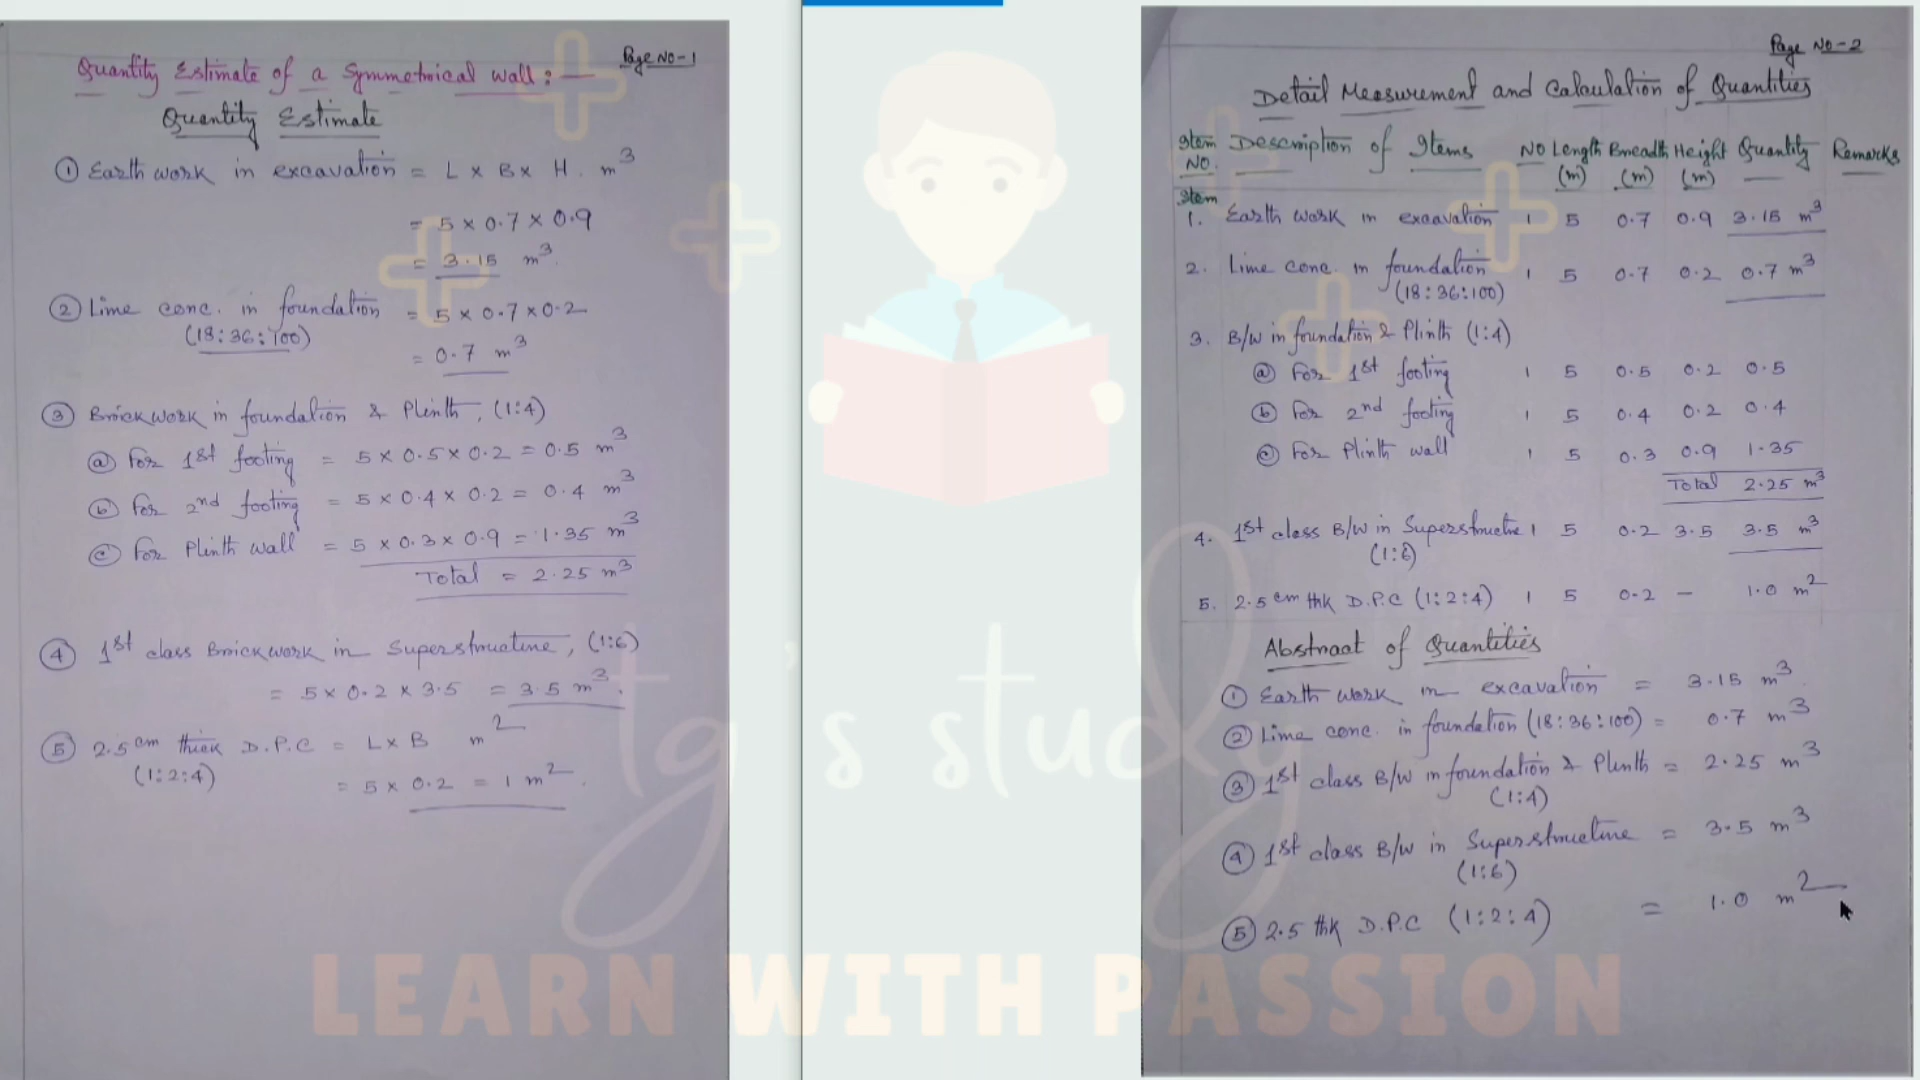 Page No-1
Quantity Estimate of a Symmetrical wall :—
Quantity Estimate
① Earth work in excavation = L x B x H. m³
= 5 x 0.7 x 0.9
= 3.15 m³.
② Lime conc. in foundation = 5 x 0.7 x 0.2
(18:36:100)
= 0.7 m³
③ Brickwork in foundation & Plinth, (1:4)
ⓐ For 1st footing = 5 x 0.5 x 0.2 = 0.5 m³
ⓑ For 2nd footing = 5 x 0.4 x 0.2 = 0.4 m³
ⓒ For Plinth wall = 5 x 0.3 x 0.9 = 1.35 m³
Total = 2.25 m³
④ 1st class Brickwork in Superstructure, (1:6)
= 5 x 0.2 x 3.5 = 3.5 m³.
⑤ 2.5 cm thick D.P.C = L x B m²
(1:2:4)
= 5 x 0.2 = 1 m².
Page No-2
Detail Measurement and Calculation of Quantities
Item No. Description of Items No Length (m) Breadth (m) Height (m) Quantity Remarks
Item
1. Earth work in excavation 1 5 0.7 0.9 3.15 m³
2. Lime conc. in foundation 1 5 0.7 0.2 0.7 m³
(18:36:100)
3. B/W in foundation & Plinth (1:4)
ⓐ For 1st footing 1 5 0.5 0.2 0.5
ⓑ For 2nd footing 1 5 0.4 0.2 0.4
ⓒ For Plinth wall 1 5 0.3 0.9 1.35
Total 2.25 m³
4. 1st class B/W in Superstructre 1 5 0.2 3.5 3.5 m³
(1:6)
5. 2.5 cm thk D.P.C (1:2:4) 1 5 0.2 — 1.0 m²
Abstract of Quantities
① Earth work in excavation = 3.15 m³.
② Lime conc. in foundation (18:36:100) = 0.7 m³
③ 1st class B/W in foundation & Plinth = 2.25 m³
(1:4)
④ 1st class B/W in Superstructure = 3.5 m³
(1:6)
⑤ 2.5 thk D.P.C (1:2:4) = 1.0 m²
tg's study
LEARN WITH PASSION